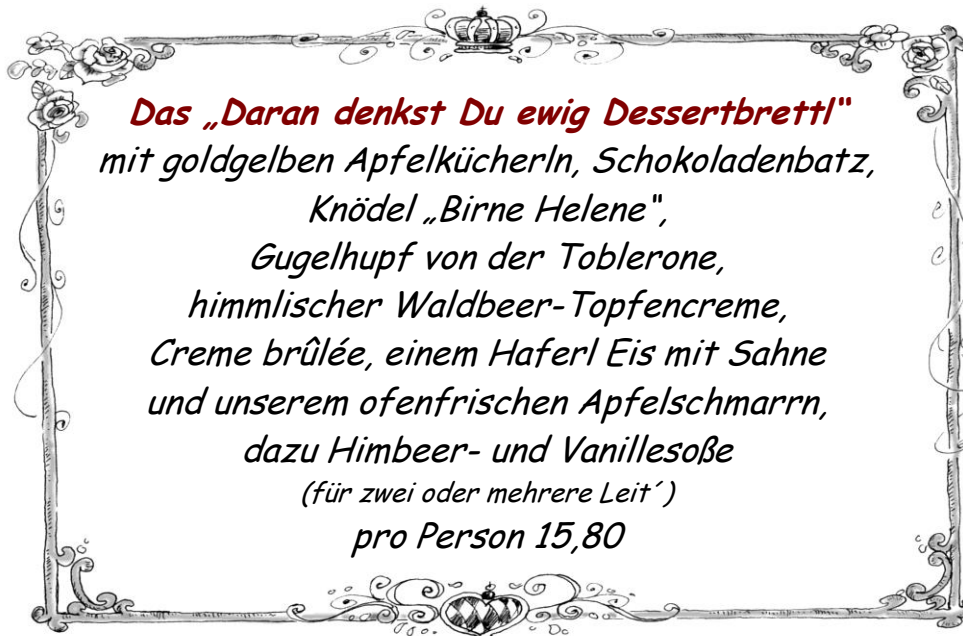 Das „Daran denkst Du ewig Dessertbrettl“
mit goldgelben Apfelkücherln, Schokoladenbatz,
Knödel „Birne Helene“,
Gugelhupf von der Toblerone,
himmlischer Waldbeer-Topfencreme,
Creme brûlée, einem Haferl Eis mit Sahne
und unserem ofenfrischen Apfelschmarrn,
dazu Himbeer- und Vanillesoße
(für zwei oder mehrere Leit´)
pro Person 15,80